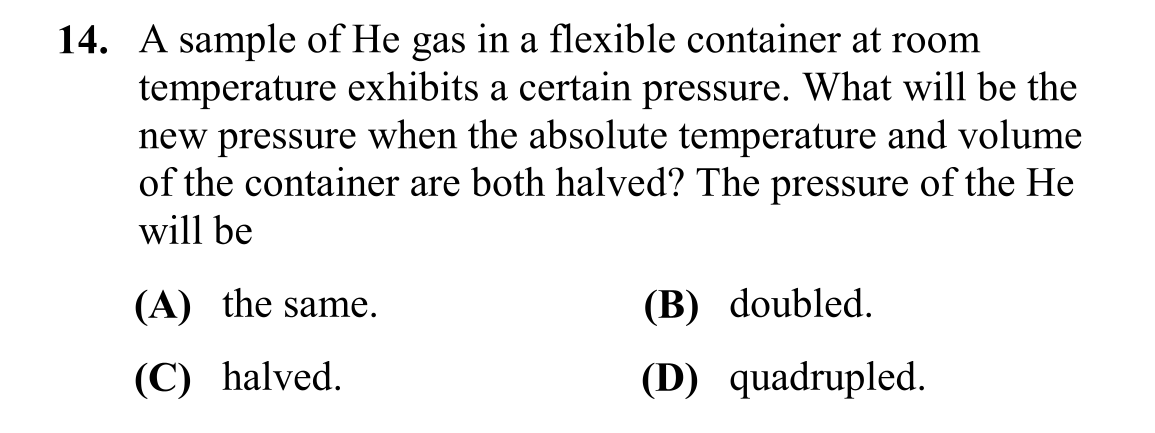 14. A sample of He gas in a flexible container at room
temperature exhibits a certain pressure. What will be the
new pressure when the absolute temperature and volume
of the container are both halved? The pressure of the He
will be
(A) the same. (B) doubled.
(C) halved. (D) quadrupled.